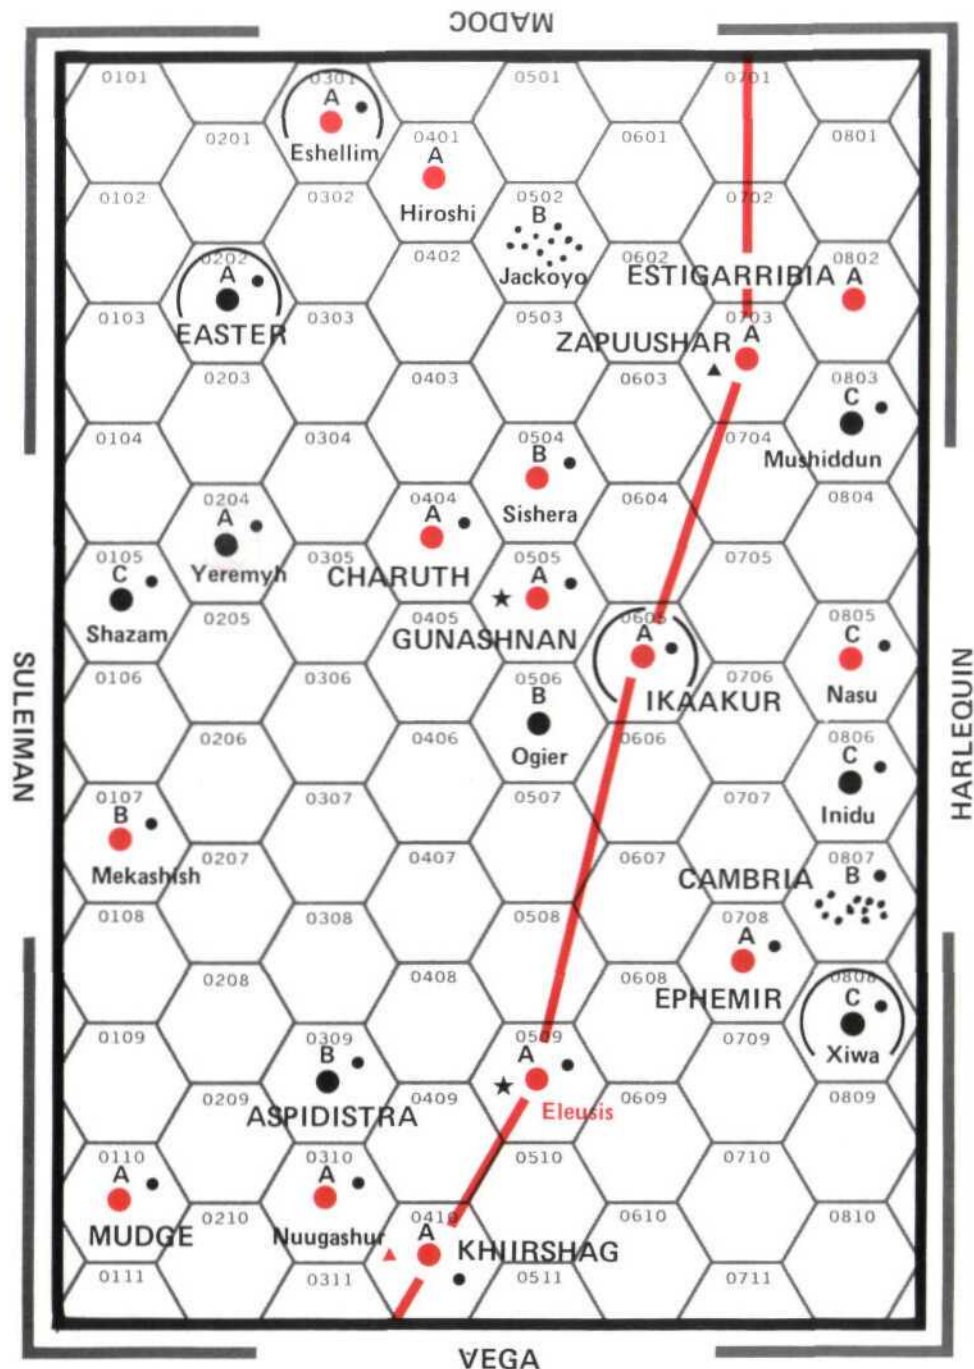 MADOC
0101
0301
A
Eshellim
0501
0701
0201
0401
A
Hiroshi
0601
0801
0102
0302
0502
B
Jackoyo
0702
0202
A
EASTER
0402
0602
0802
ESTIGARRIBIA A
0103
0303
0503
0703
ZAPUUSHAR A
0203
0403
0603
0803
C
Mushiddun
0104
0304
0504
B
Sishera
0704
0204
A
Yeremyh
0404
A
CHARUTH
0604
0804
0105
C
Shazam
0305
0505
A
GUNASHNAN
0705
0205
0405
0605
A
IKAAKUR
0805
C
Nasu
SULEIMAN
HARLEQUIN
0106
0306
0506
B
Ogier
0706
0206
0406
0606
0806
C
Inidu
0107
B
Mekashish
0307
0507
0707
0207
0407
0607
0807
CAMBRIA B
0108
0308
0508
0708
A
EPHEMIR
0208
0408
0608
0808
C
Xiwa
0109
0309
B
ASPIDISTRA
0509
A
Eleusis
0709
0209
0409
0609
0809
0110
A
MUDGE
0310
A
Nuugashur
0510
0710
0210
0410
A
KHIIRSHAG
0610
0810
0111
0311
0511
0711
VEGA